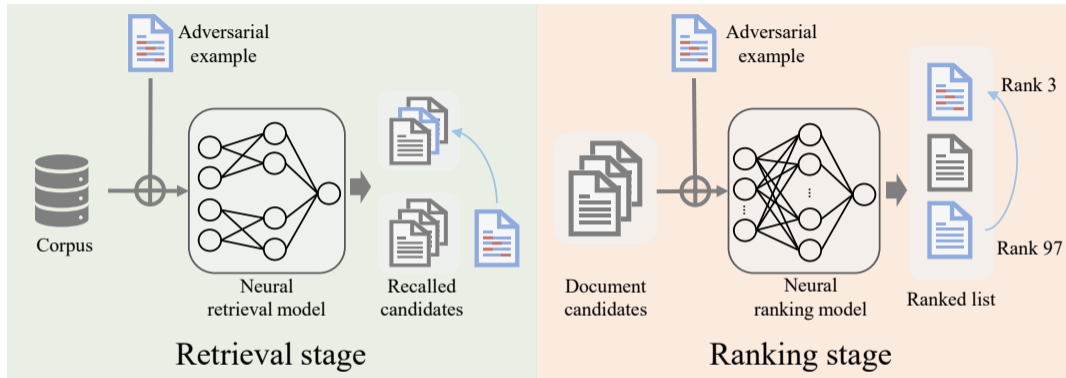 Adversarial
example
Corpus
Neural
retrieval model
Recalled
candidates
Retrieval stage
Adversarial
example
Rank 3
Rank 97
Document
candidates
Neural
ranking model
Ranked list
Ranking stage